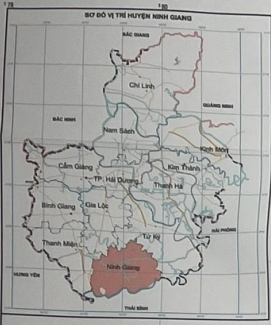 SƠ ĐỒ VỊ TRÍ HUYỆN NINH GIANG
BẮC GIANG
Chí Linh
QUẢNG NINH
BẮC NINH
Nam Sách
Kinh Môn
Cẩm Giàng
Kim Thành
TP. Hải Dương
Thanh Hà
Bình Giang
Gia Lộc
HẢI PHÒNG
Tứ Kỳ
Thanh Miện
Ninh Giang
HƯNG YÊN
THÁI BÌNH